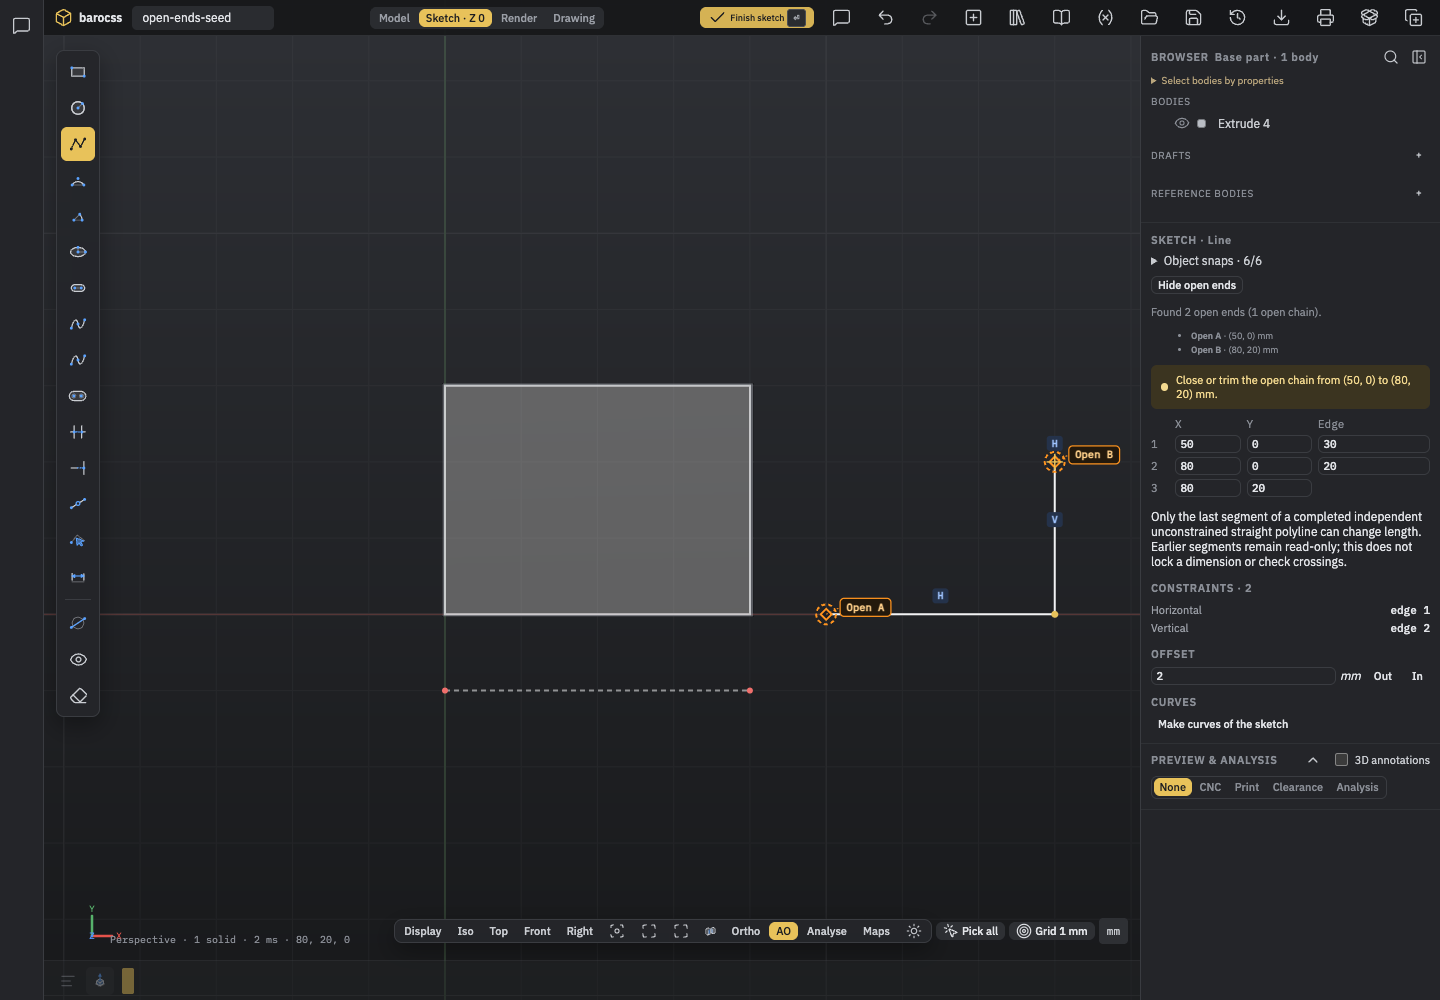 barocss
open-ends-seed
Model
Sketch · Z 0
Render
Drawing
Finish sketch
BROWSER Base part · 1 body
Select bodies by properties
BODIES
Extrude 4
DRAFTS
+
REFERENCE BODIES
+
SKETCH · Line
Object snaps · 6/6
Hide open ends
Found 2 open ends (1 open chain).
Open A · (50, 0) mm
Open B · (80, 20) mm
Close or trim the open chain from (50, 0) to (80,
20) mm.
X Y Edge
1 50 0 30
2 80 0 20
3 80 20
Only the last segment of a completed independent
unconstrained straight polyline can change length.
Earlier segments remain read-only; this does not
lock a dimension or check crossings.
CONSTRAINTS · 2
Horizontal edge 1
Vertical edge 2
OFFSET
2 mm Out In
CURVES
Make curves of the sketch
PREVIEW & ANALYSIS
3D annotations
None CNC Print Clearance Analysis
H
Open B
V
H
Open A
Y
X
Z
Perspective · 1 solid · 2 ms · 80, 20, 0
Display Iso Top Front Right Ortho AO Analyse Maps
Pick all
Grid 1 mm
mm